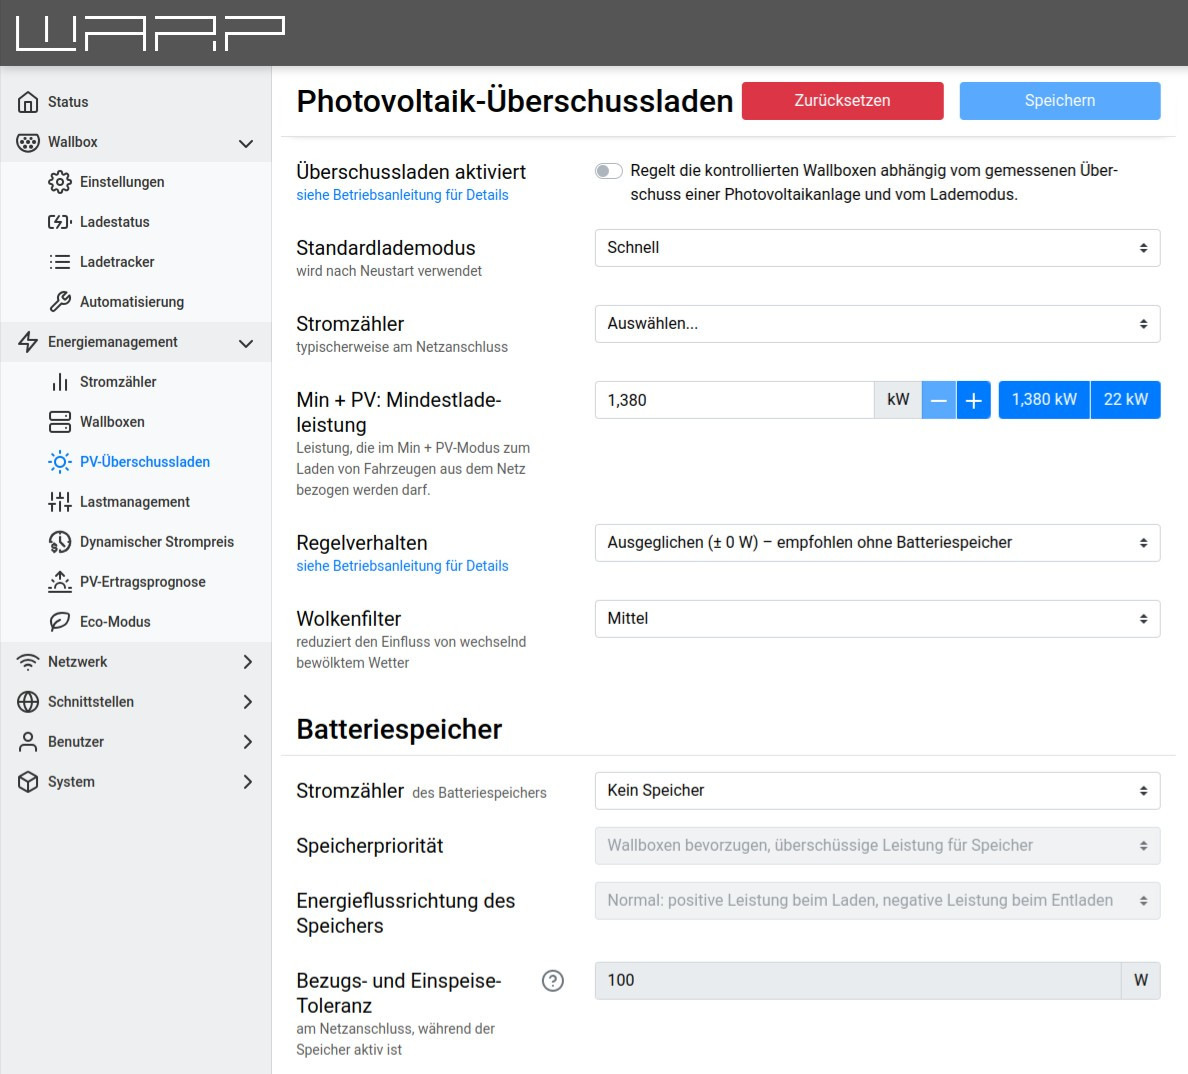 WARP
Status
Wallbox
Einstellungen
Ladestatus
Ladetracker
Automatisierung
Energiemanagement
Stromzähler
Wallboxen
PV-Überschussladen
Lastmanagement
Dynamischer Strompreis
PV-Ertragsprognose
Eco-Modus
Netzwerk
Schnittstellen
Benutzer
System
Photovoltaik-Überschussladen
Zurücksetzen
Speichern
Überschussladen aktiviert
siehe Betriebsanleitung für Details
Regelt die kontrollierten Wallboxen abhängig vom gemessenen Über-
schuss einer Photovoltaikanlage und vom Lademodus.
Standardlademodus
wird nach Neustart verwendet
Schnell
Stromzähler
typischerweise am Netzanschluss
Auswählen...
Min + PV: Mindestlade-
leistung
Leistung, die im Min + PV-Modus zum
Laden von Fahrzeugen aus dem Netz
bezogen werden darf.
1,380 kW
1,380 kW
22 kW
Regelverhalten
siehe Betriebsanleitung für Details
Ausgeglichen (± 0 W) – empfohlen ohne Batteriespeicher
Wolkenfilter
reduziert den Einfluss von wechselnd
bewölktem Wetter
Mittel
Batteriespeicher
Stromzähler des Batteriespeichers
Kein Speicher
Speicherpriorität
Wallboxen bevorzugen, überschüssige Leistung für Speicher
Energieflussrichtung des
Speichers
Normal: positive Leistung beim Laden, negative Leistung beim Entladen
Bezugs- und Einspeise-
Toleranz
am Netzanschluss, während der
Speicher aktiv ist
100 W